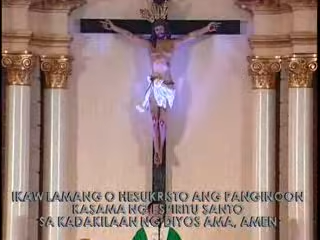 IKAW LAMANG O HESUKRISTO ANG PANGINOON
KASAMA NG ESPIRITU SANTO
SA KADAKILAAN NG DIYOS AMA, AMEN